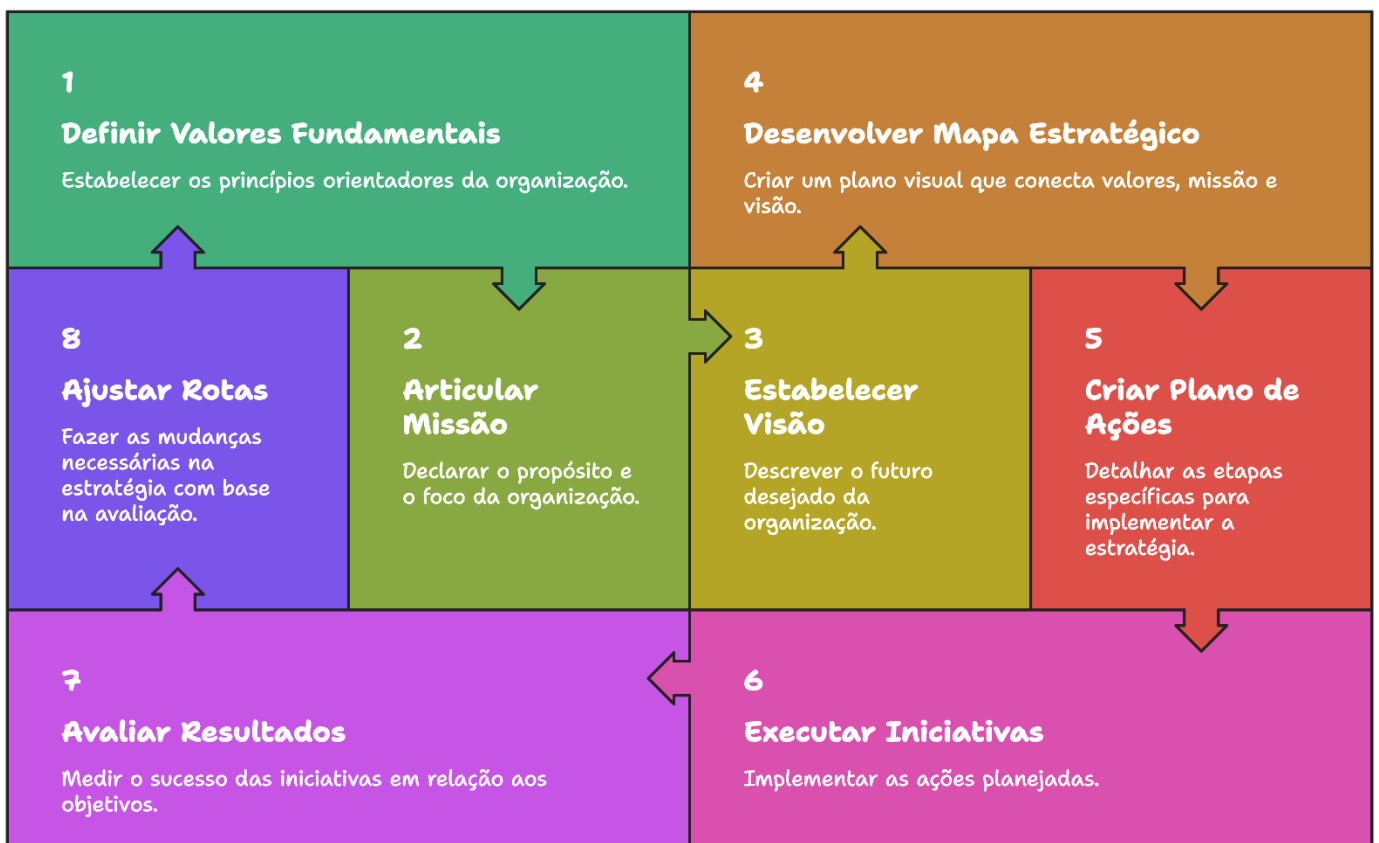 1
Definir Valores Fundamentais
Estabelecer os princípios orientadores da organização.
2
Articular
Missão
Declarar o propósito e
o foco da organização.
3
Estabelecer
Visão
Descrever o futuro
desejado da
organização.
4
Desenvolver Mapa Estratégico
Criar um plano visual que conecta valores, missão e
visão.
5
Criar Plano de
Ações
Detalhar as etapas
específicas para
implementar a
estratégia.
6
Executar Iniciativas
Implementar as ações planejadas.
7
Avaliar Resultados
Medir o sucesso das iniciativas em relação aos
objetivos.
8
Ajustar Rotas
Fazer as mudanças
necessárias na
estratégia com base
na avaliação.